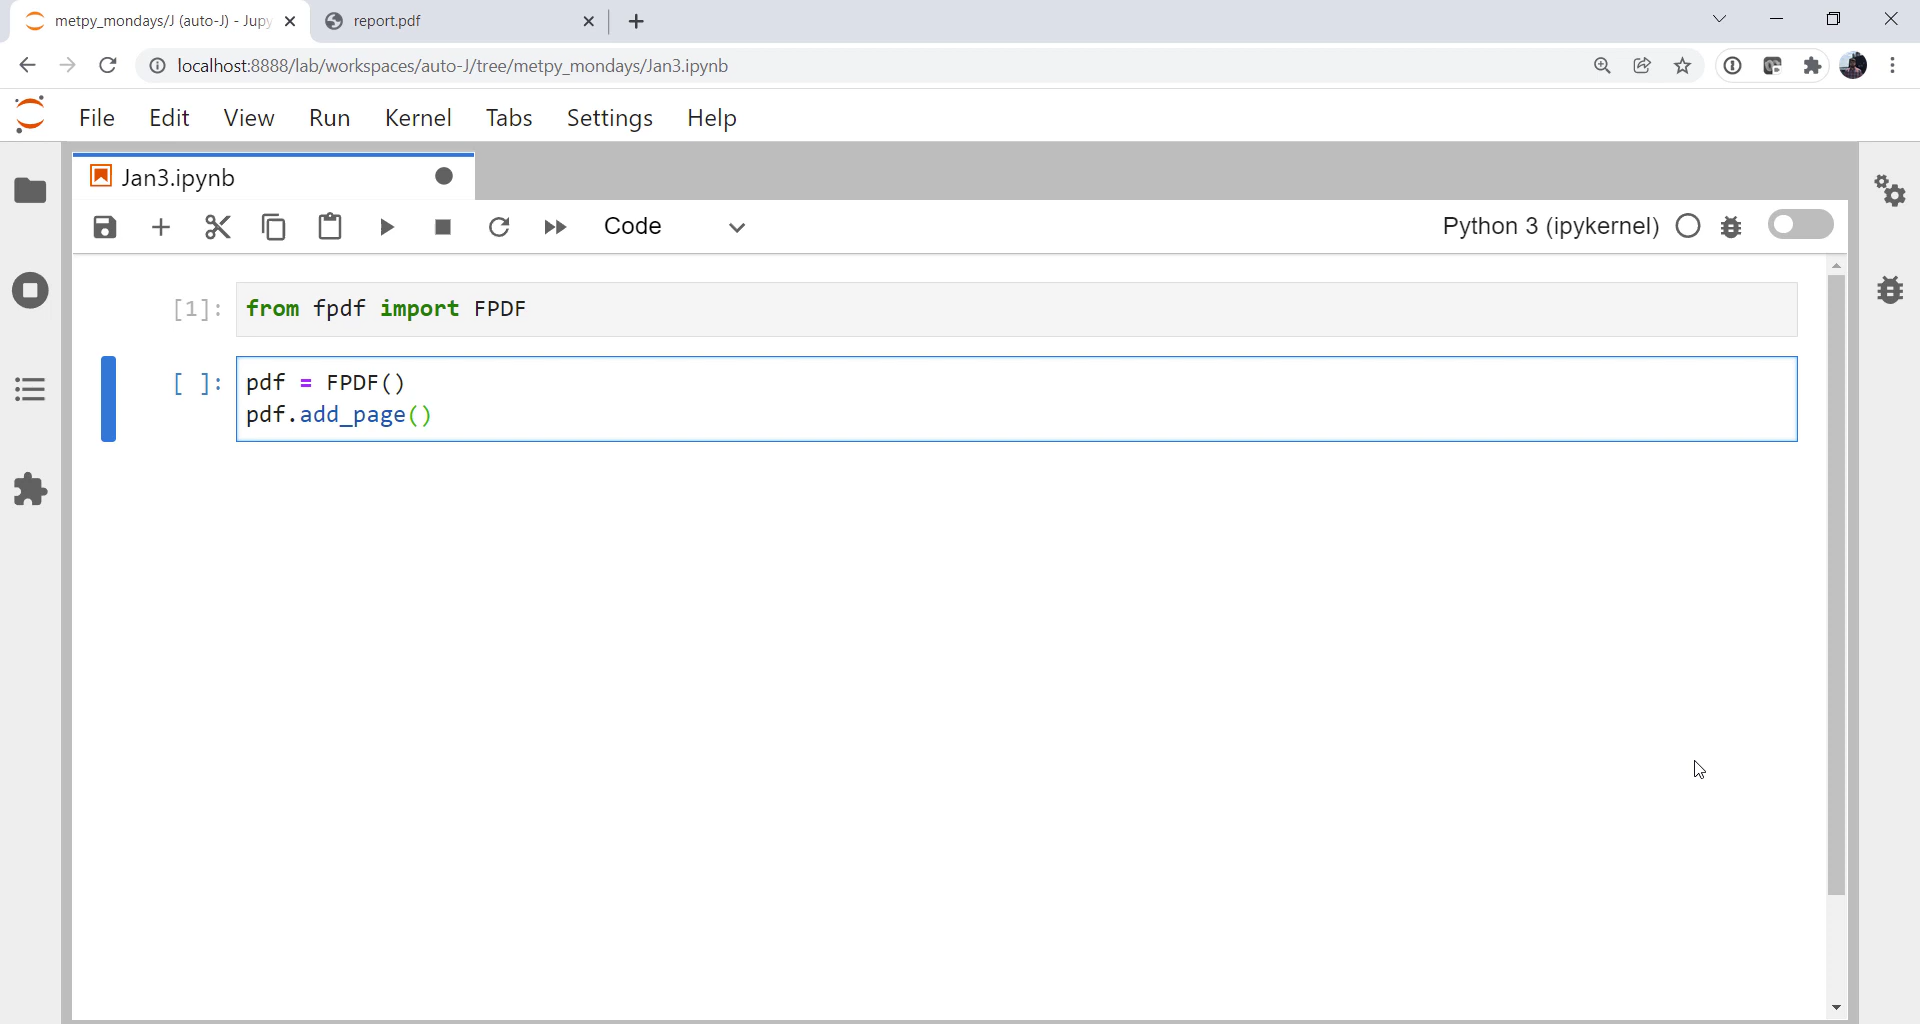 metpy_mondays/J (auto-J) - Jupy
report.pdf
localhost:8888/lab/workspaces/auto-J/tree/metpy_mondays/Jan3.ipynb
File Edit View Run Kernel Tabs Settings Help
Jan3.ipynb
Code
Python 3 (ipykernel)
[1]: from fpdf import FPDF
[ ]: pdf = FPDF()
pdf.add_page()